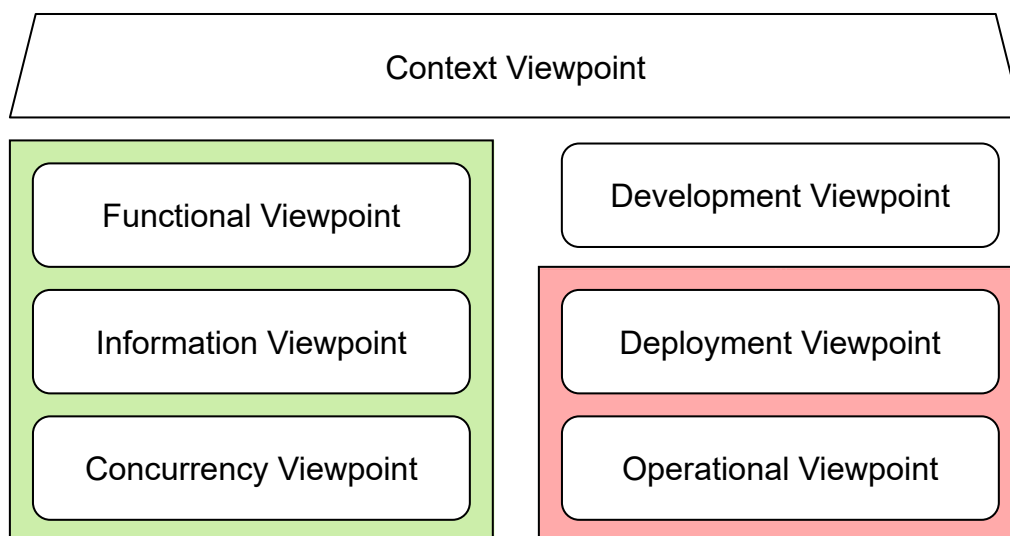 Context Viewpoint
Functional Viewpoint
Information Viewpoint
Concurrency Viewpoint
Development Viewpoint
Deployment Viewpoint
Operational Viewpoint